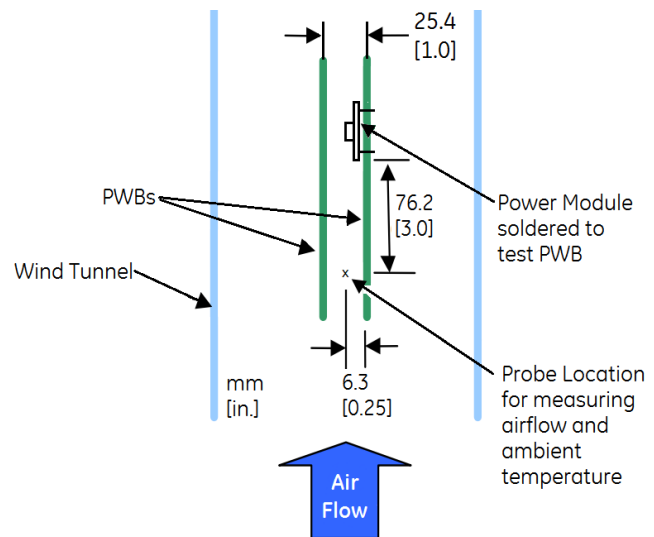 25.4
[1.0]
PWBs
76.2
[3.0]
Power Module
soldered to
test PWB
Wind Tunnel
x
mm
[in.]
6.3
[0.25]
Probe Location
for measuring
airflow and
ambient
temperature
Air
Flow